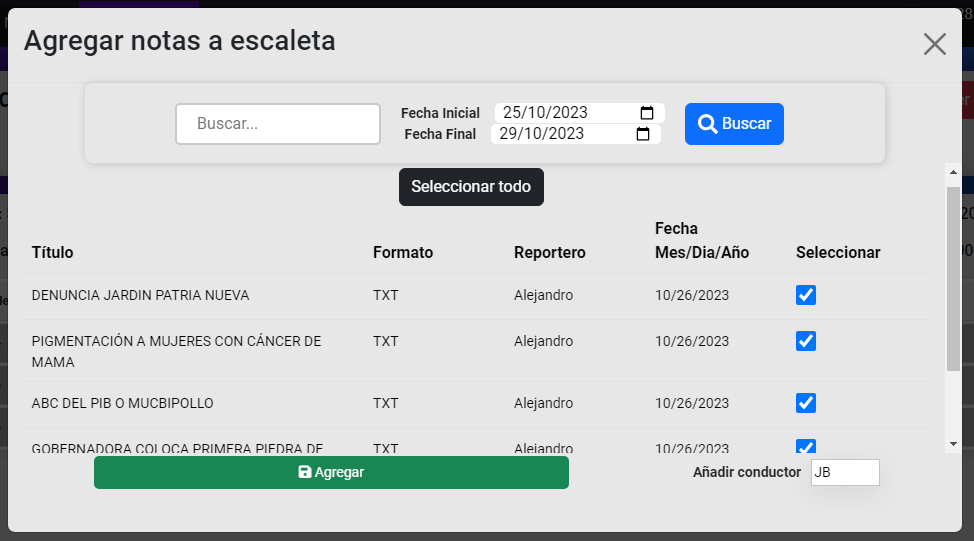 Agregar notas a escaleta
Buscar...
Fecha Inicial 25/10/2023
Fecha Final 29/10/2023
Buscar
Seleccionar todo
Título Formato Reportero Fecha Mes/Dia/Año Seleccionar
DENUNCIA JARDIN PATRIA NUEVA TXT Alejandro 10/26/2023
PIGMENTACIÓN A MUJERES CON CÁNCER DE TXT Alejandro 10/26/2023
MAMA
ABC DEL PIB O MUCBIPOLLO TXT Alejandro 10/26/2023
GOBERNADORA COLOCA PRIMERA PIEDRA DE TXT Alejandro 10/26/2023
Agregar
Añadir conductor JB